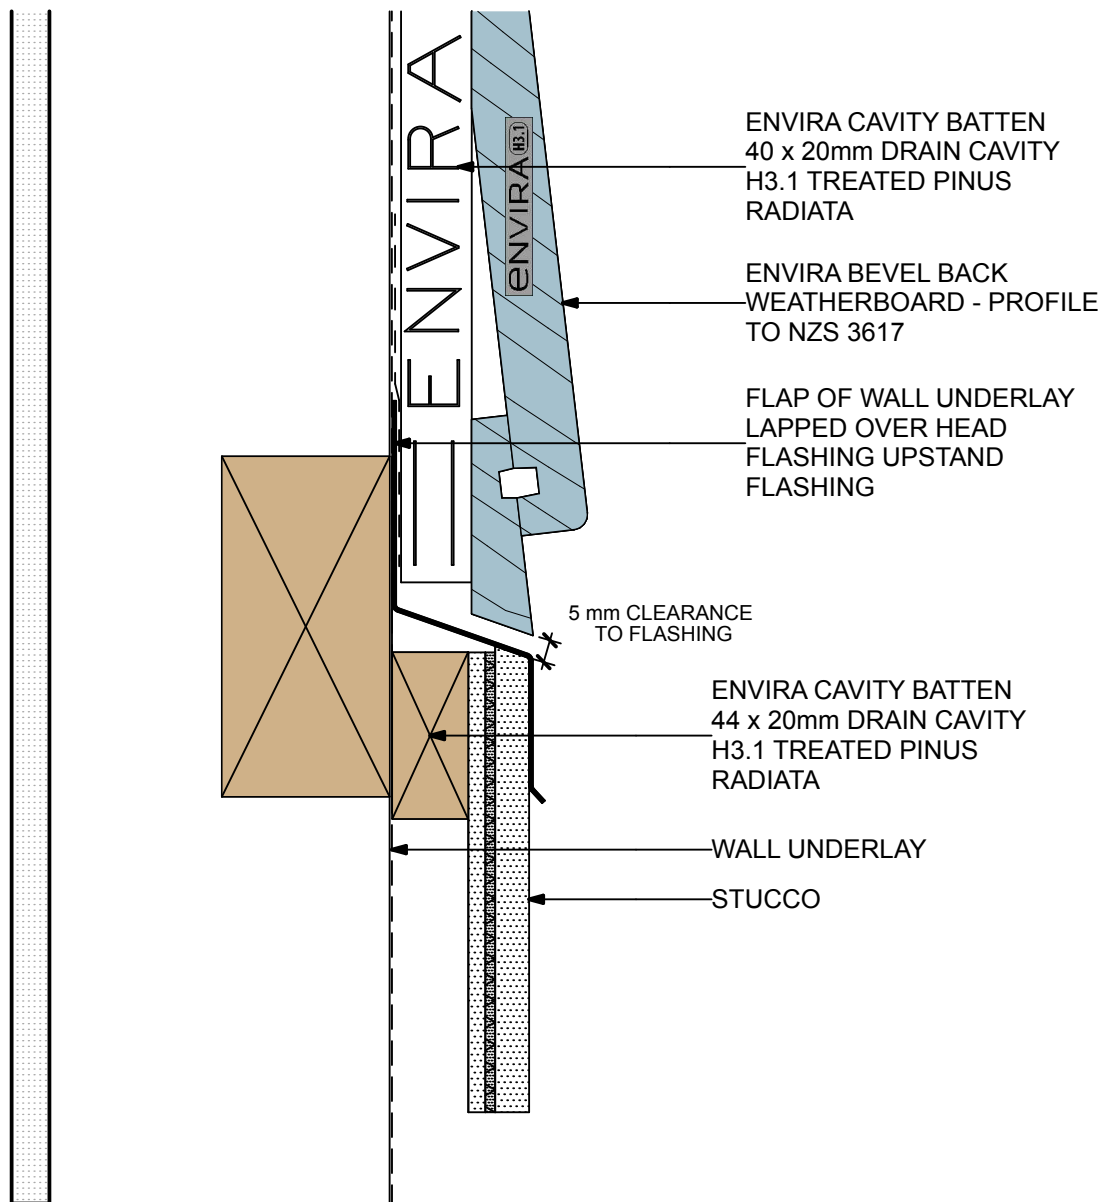 ENVIRA
eNVIRA H3.1
ENVIRA CAVITY BATTEN
40 x 20mm DRAIN CAVITY
H3.1 TREATED PINUS
RADIATA
ENVIRA BEVEL BACK
WEATHERBOARD - PROFILE
TO NZS 3617
FLAP OF WALL UNDERLAY
LAPPED OVER HEAD
FLASHING UPSTAND
FLASHING
5 mm CLEARANCE
TO FLASHING
ENVIRA CAVITY BATTEN
44 x 20mm DRAIN CAVITY
H3.1 TREATED PINUS
RADIATA
WALL UNDERLAY
STUCCO